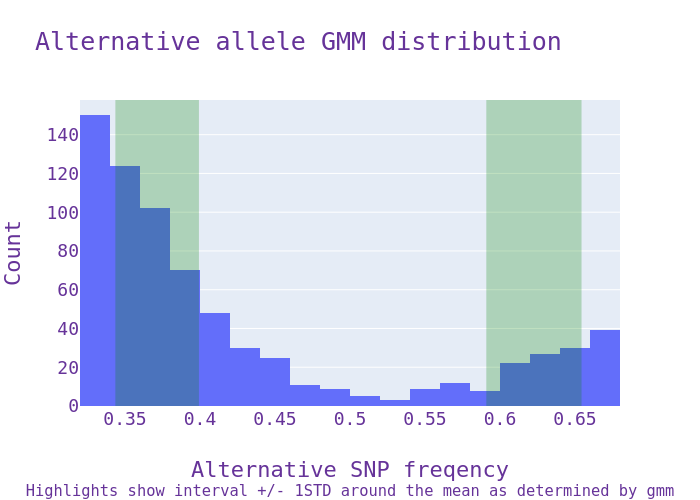 Alternative allele GMM distribution
140
120
100
80
60
40
20
0
Count
0.35 0.4 0.45 0.5 0.55 0.6 0.65
Alternative SNP freqency
Highlights show interval +/- 1STD around the mean as determined by gmm